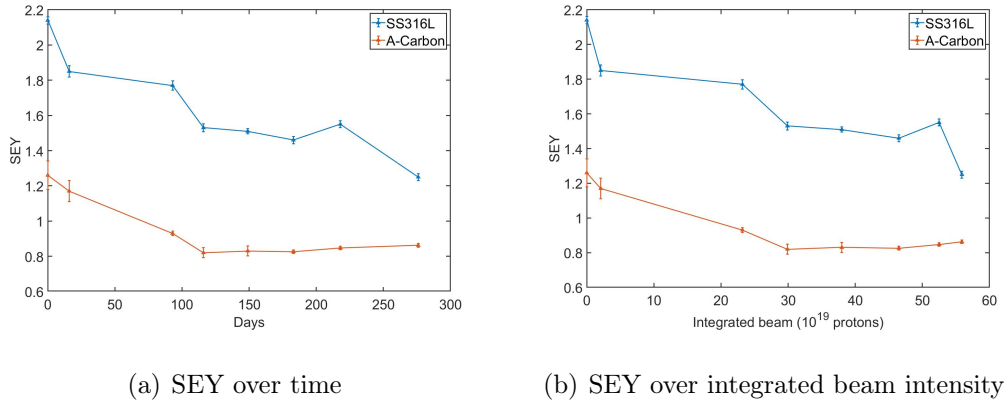 2.2
2
1.8
1.6
1.4
1.2
1
0.8
0.6
SEY
0 50 100 150 200 250 300
Days
SS316L
A-Carbon
2.2
2
1.8
1.6
1.4
1.2
1
0.8
0.6
SEY
0 10 20 30 40 50 60
Integrated beam (10^19 protons)
SS316L
A-Carbon
(a) SEY over time
(b) SEY over integrated beam intensity